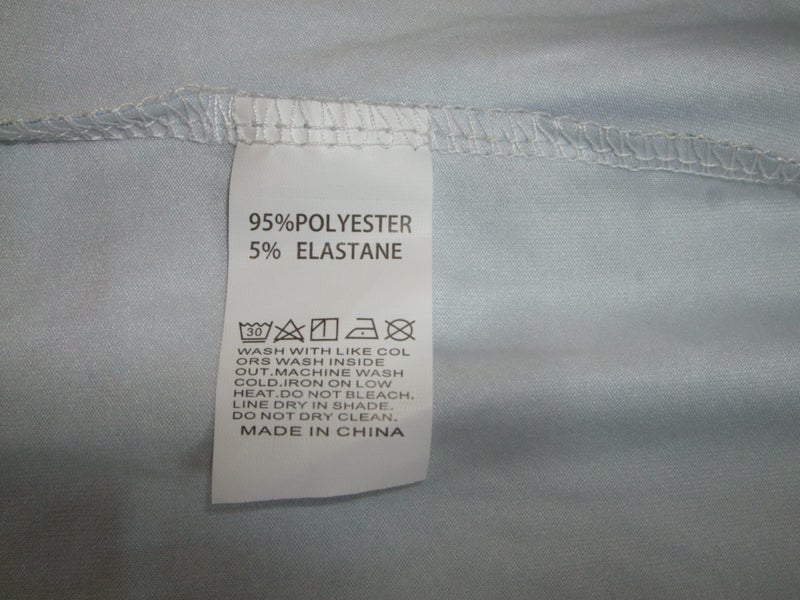 95%POLYESTER
5% ELASTANE
30
WASH WITH LIKE COL
ORS WASH INSIDE
OUT.MACHINE WASH
COLD.IRON ON LOW
HEAT.DO NOT BLEACH.
LINE DRY IN SHADE.
DO NOT DRY CLEAN.
MADE IN CHINA